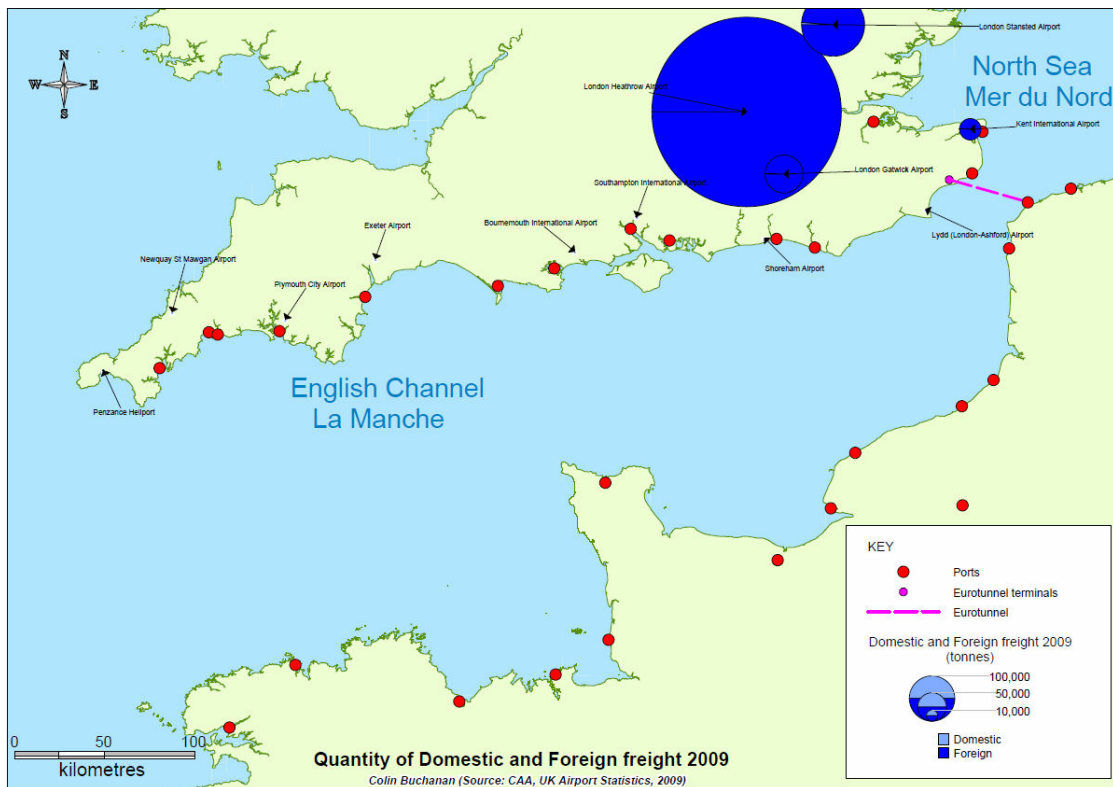 London Stansted Airport
North Sea
Mer du Nord
London Heathrow Airport
Kent International Airport
London Gatwick Airport
Southampton International Airport
Bournemouth International Airport
Exeter Airport
Lydd (London-Ashford) Airport
Newquay St Mawgan Airport
Shoreham Airport
Plymouth City Airport
English Channel
La Manche
Penzance Heliport
N
W E
S
KEY
Ports
Eurotunnel terminals
Eurotunnel
Domestic and Foreign freight 2009
(tonnes)
100,000
50,000
10,000
Domestic
Foreign
0 50 100
kilometres
Quantity of Domestic and Foreign freight 2009
Colin Buchanan (Source: CAA, UK Airport Statistics, 2009)